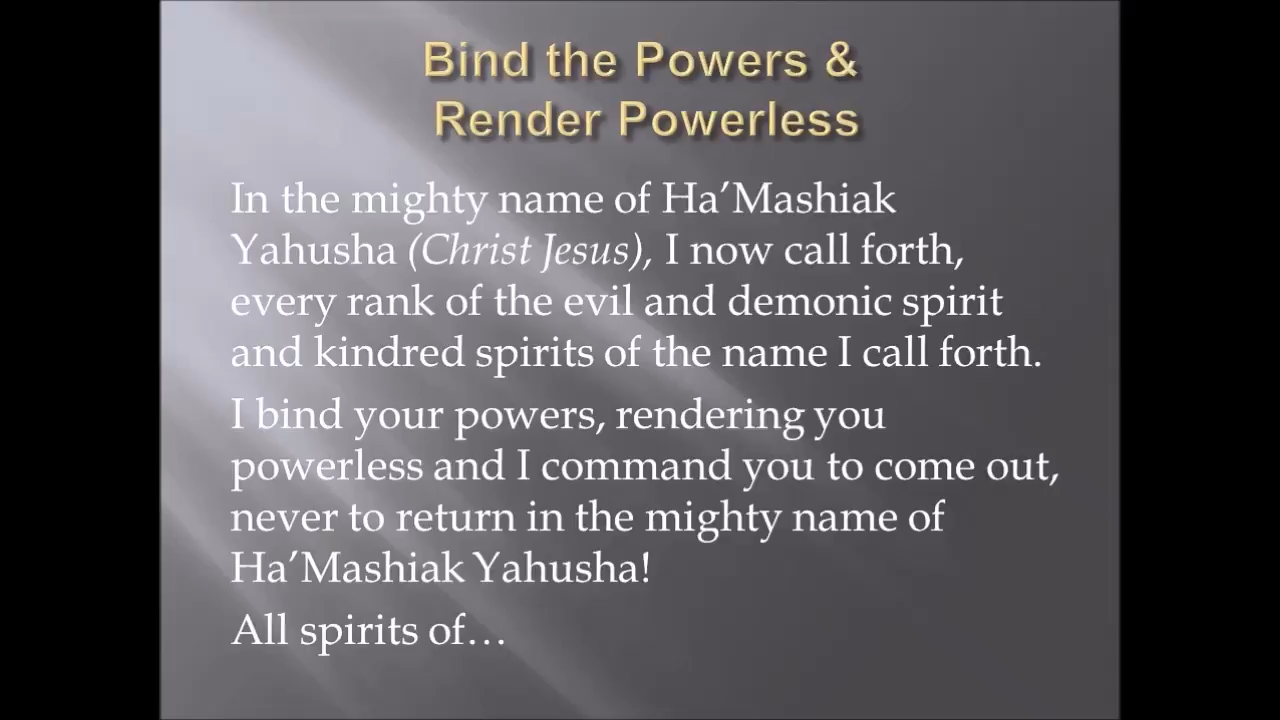 Bind the Powers &
Render Powerless
In the mighty name of Ha’Mashiak
Yahusha (Christ Jesus), I now call forth,
every rank of the evil and demonic spirit
and kindred spirits of the name I call forth.
I bind your powers, rendering you
powerless and I command you to come out,
never to return in the mighty name of
Ha’Mashiak Yahusha!
All spirits of…